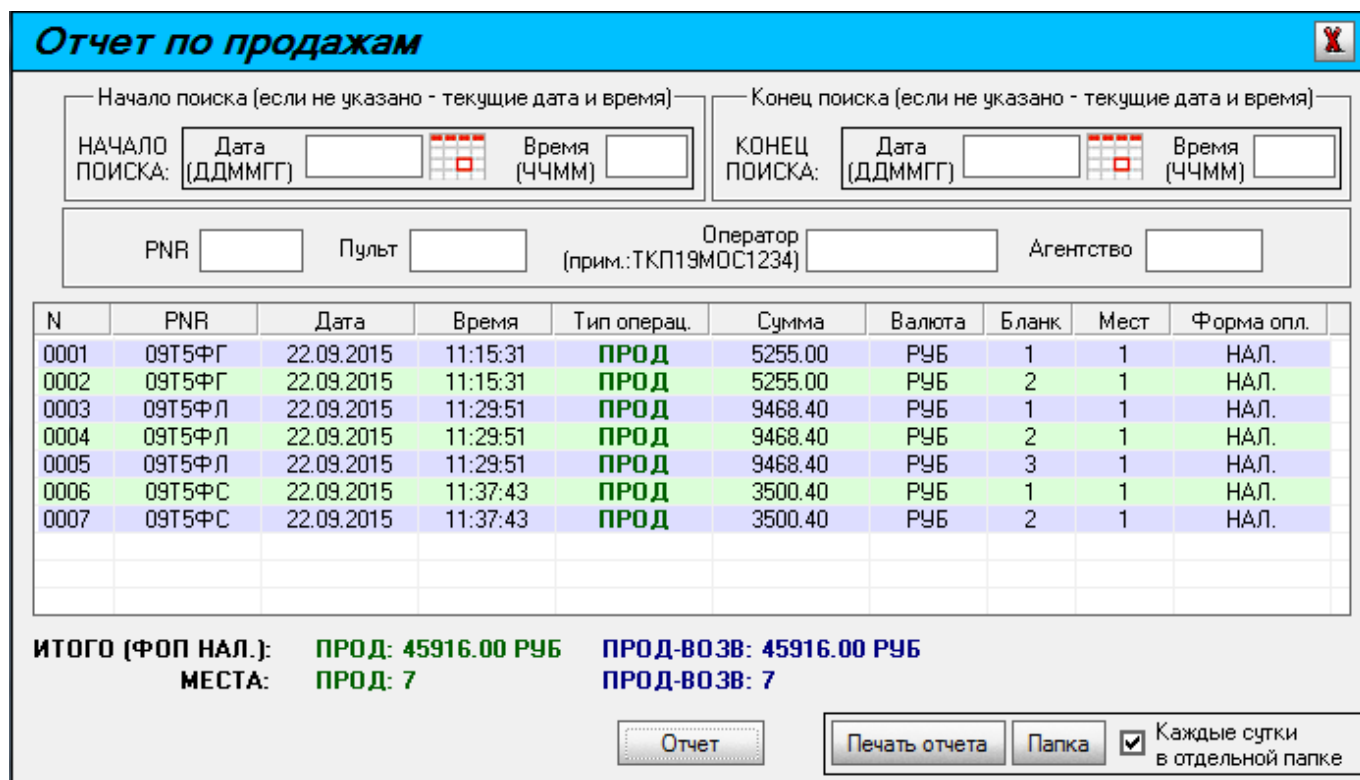 Отчет по продажам
Начало поиска (если не указано - текущие дата и время)
Конец поиска (если не указано - текущие дата и время)
НАЧАЛО ПОИСКА: Дата (ДДММГГ) Время (ЧЧММ)
КОНЕЦ ПОИСКА: Дата (ДДММГГ) Время (ЧЧММ)
PNR Пульт Оператор (прим.:ТКП19МОС1234) Агентство
N PNR Дата Время Тип операц. Сумма Валюта Бланк Мест Форма опл.
0001 09Т5ФГ 22.09.2015 11:15:31 ПРОД 5255.00 РУБ 1 1 НАЛ.
0002 09Т5ФГ 22.09.2015 11:15:31 ПРОД 5255.00 РУБ 2 1 НАЛ.
0003 09Т5ФЛ 22.09.2015 11:29:51 ПРОД 9468.40 РУБ 1 1 НАЛ.
0004 09Т5ФЛ 22.09.2015 11:29:51 ПРОД 9468.40 РУБ 2 1 НАЛ.
0005 09Т5ФЛ 22.09.2015 11:29:51 ПРОД 9468.40 РУБ 3 1 НАЛ.
0006 09Т5ФС 22.09.2015 11:37:43 ПРОД 3500.40 РУБ 1 1 НАЛ.
0007 09Т5ФС 22.09.2015 11:37:43 ПРОД 3500.40 РУБ 2 1 НАЛ.
ИТОГО (ФОП НАЛ.): ПРОД: 45916.00 РУБ ПРОД-ВОЗВ: 45916.00 РУБ
МЕСТА: ПРОД: 7 ПРОД-ВОЗВ: 7
Отчет Печать отчета Папка Каждые сутки
в отдельной папке